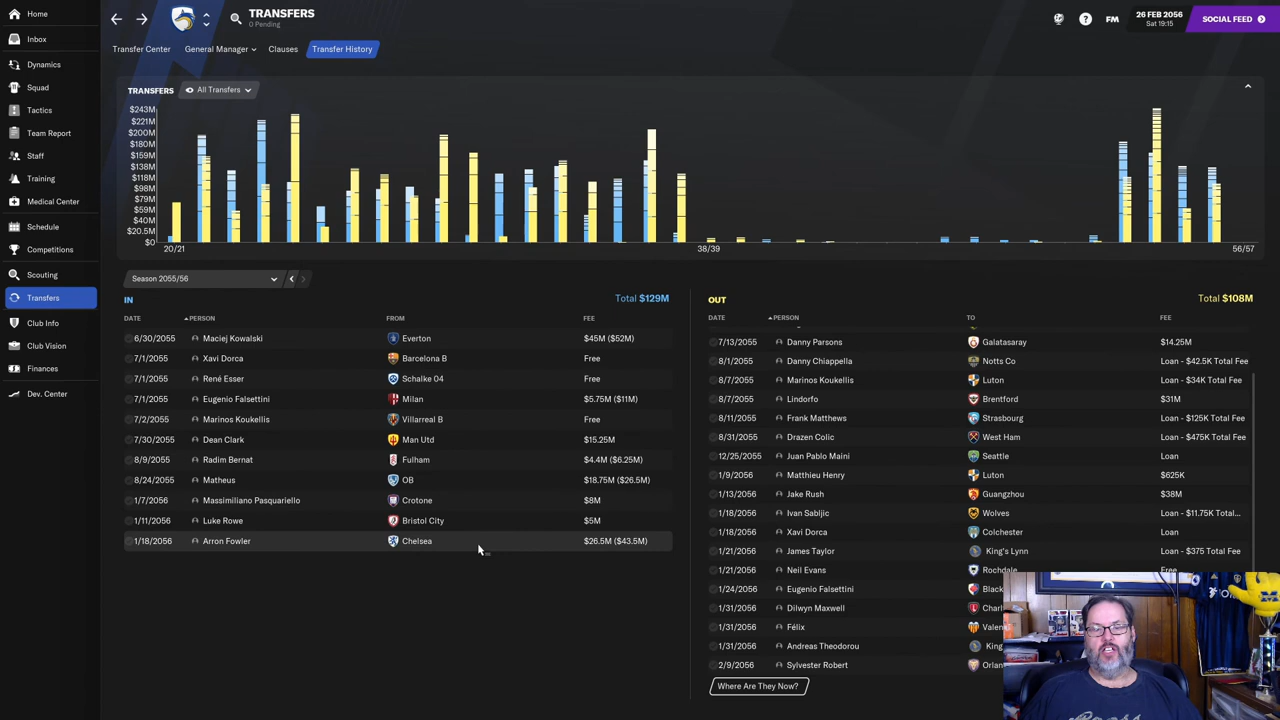 Home
TRANSFERS
0 Pending
FM
26 FEB 2056
Sat 19:15
SOCIAL FEED
Inbox
Transfer Center
General Manager
Clauses
Transfer History
Dynamics
Squad
Tactics
Team Report
Staff
Training
Medical Center
Schedule
Competitions
Scouting
Transfers
Club Info
Club Vision
Finances
Dev. Center
TRANSFERS
All Transfers
$243M
$221M
$200M
$180M
$159M
$138M
$118M
$98M
$79M
$59M
$40M
$20.5M
$0
20/21
38/39
56/57
Season 2055/56
IN
Total $129M
DATE PERSON FROM FEE
6/30/2055 Maciej Kowalski Everton $45M ($52M)
7/1/2055 Xavi Dorca Barcelona B Free
7/1/2055 René Esser Schalke 04 Free
7/1/2055 Eugenio Falsettini Milan $5.75M ($11M)
7/2/2055 Marinos Koukellis Villarreal B Free
7/30/2055 Dean Clark Man Utd $15.25M
8/9/2055 Radim Bernat Fulham $4.4M ($6.25M)
8/24/2055 Matheus OB $18.75M ($26.5M)
1/7/2056 Massimiliano Pasquariello Crotone $8M
1/11/2056 Luke Rowe Bristol City $5M
1/18/2056 Arron Fowler Chelsea $26.5M ($43.5M)
OUT
Total $108M
DATE PERSON TO FEE
7/13/2055 Danny Parsons Galatasaray $14.25M
8/1/2055 Danny Chiappella Notts Co Loan - $42.5K Total Fee
8/7/2055 Marinos Koukellis Luton Loan - $34K Total Fee
8/7/2055 Lindorfo Brentford $31M
8/11/2055 Frank Matthews Strasbourg Loan - $125K Total Fee
8/31/2055 Drazen Colic West Ham Loan - $475K Total Fee
12/25/2055 Juan Pablo Maini Seattle Loan
1/9/2056 Matthieu Henry Luton $625K
1/13/2056 Jake Rush Guangzhou $38M
1/18/2056 Ivan Sabljic Wolves Loan - $11.75K Total...
1/18/2056 Xavi Dorca Colchester Loan
1/21/2056 James Taylor King's Lynn Loan - $375 Total Fee
1/21/2056 Neil Evans Rochdale Free
1/24/2056 Eugenio Falsettini Black
1/31/2056 Dilwyn Maxwell Charl
1/31/2056 Félix Valen
1/31/2056 Andreas Theodorou King
2/9/2056 Sylvester Robert Orlan
Where Are They Now?